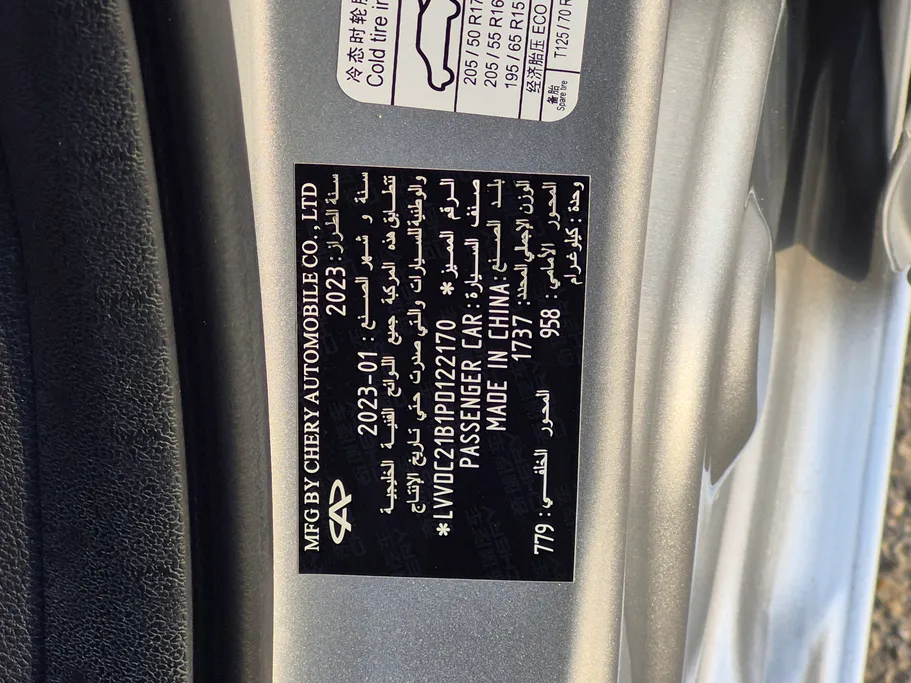 冷态时轮胎
Cold tire in
205/50 R17
205/55 R16
195/65 R15
经济胎压 ECO
备胎
Spare tire
T125/70 R
MFG BY CHERY AUTOMOBILE CO.,LTD
سنة الطراز: 2023
سنة و شهر الصنع: 2023-01
تتطابق هذه المركبة جميع اللوائح الفنية الخليجية
والوطنية للسيارات والتي صدرت حتى تاريخ الإنتاج
الرقم المميز: *LVVDC21B1PD122170*
صنف السيارة: PASSENGER CAR
بلد الصنع: MADE IN CHINA
الوزن الإجمالي المحدد: 1737
المحور الأمامي: 958 المحور الخلفي: 779
وحدة: كيلوغرام